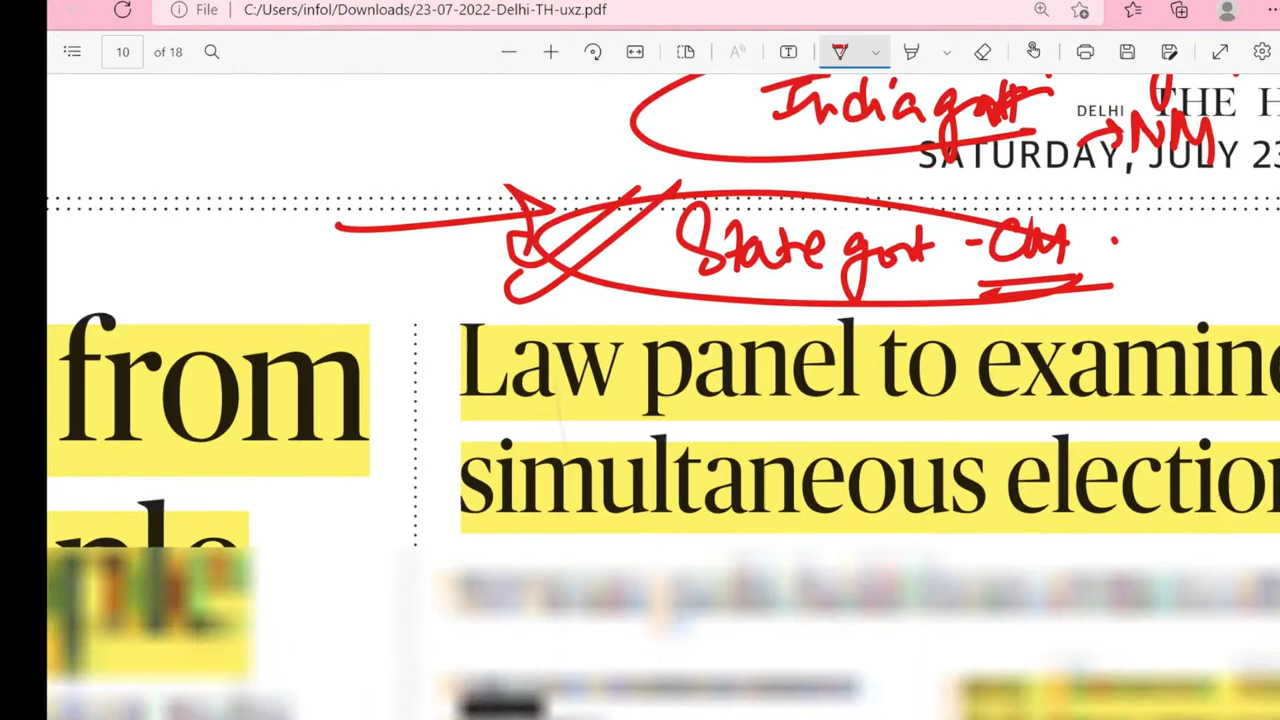 File C:/Users/infol/Downloads/23-07-2022-Delhi-TH-uxz.pdf
10 of 18
India govt
DELHI THE H
→NM
SATURDAY, JULY 23
State govt - CM
from
Law panel to examine
simultaneous election
ple